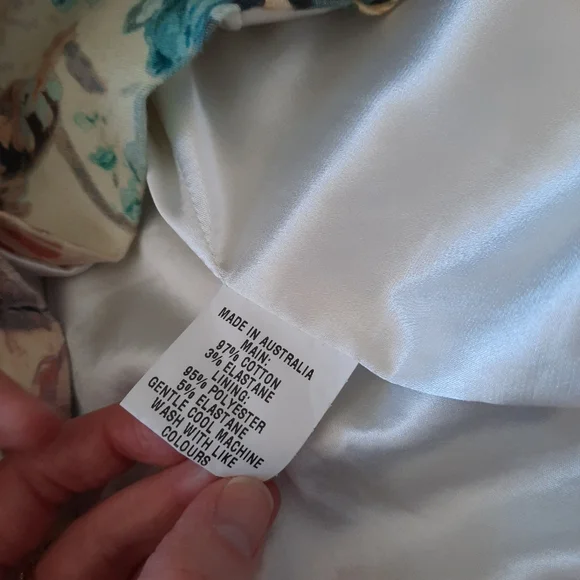 MADE IN AUSTRALIA
MAIN:
97% COTTON
3% ELASTANE
LINING:
95% POLYESTER
5% ELASTANE
GENTLE COOL MACHINE
WASH WITH LIKE
COLOURS